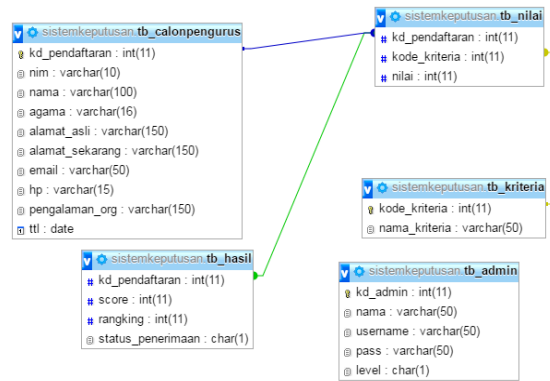 sistemkeputusan.tb_calonpengurus
kd_pendaftaran : int(11)
nim : varchar(10)
nama : varchar(100)
agama : varchar(16)
alamat_asli : varchar(150)
alamat_sekarang : varchar(150)
email : varchar(50)
hp : varchar(15)
pengalaman_org : varchar(150)
ttl : date
sistemkeputusan.tb_nilai
kd_pendaftaran : int(11)
kode_kriteria : int(11)
nilai : int(11)
sistemkeputusan.tb_kriteria
kode_kriteria : int(11)
nama_kriteria : varchar(50)
sistemkeputusan.tb_hasil
kd_pendaftaran : int(11)
score : int(11)
rangking : int(11)
status_penerimaan : char(1)
sistemkeputusan.tb_admin
kd_admin : int(11)
nama : varchar(50)
username : varchar(50)
pass : varchar(50)
level : char(1)